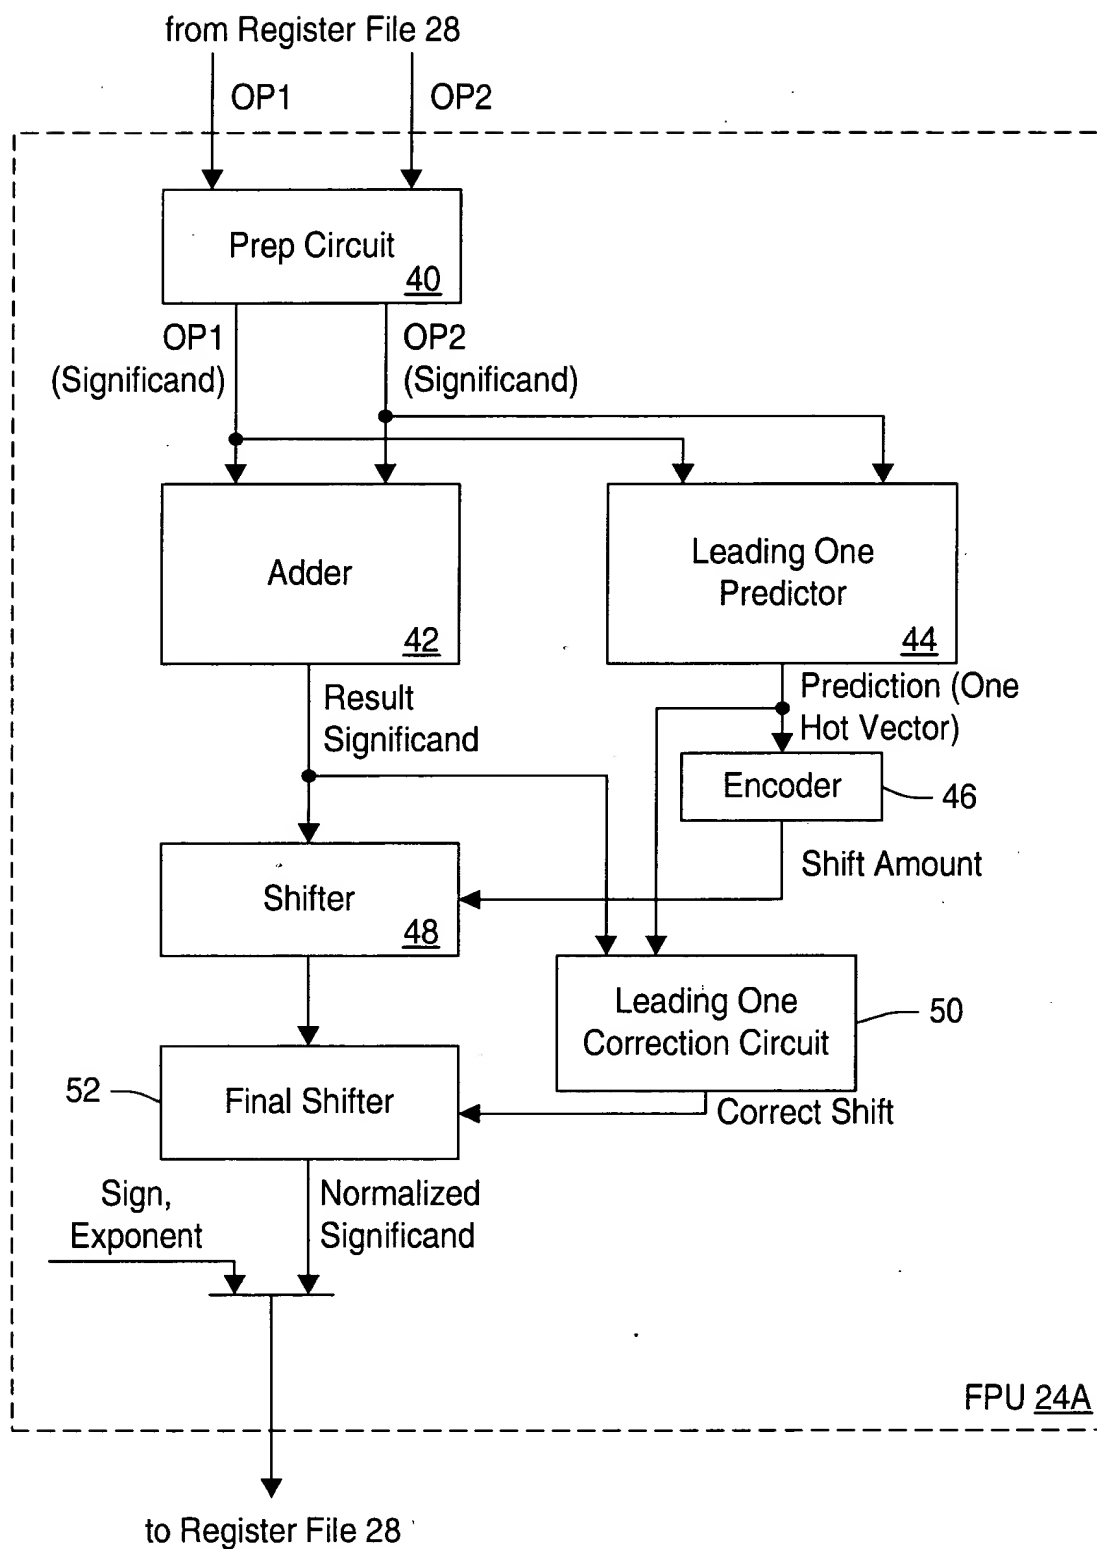 from Register File 28
OP1
OP2
Prep Circuit
40
OP1
(Significand)
OP2
(Significand)
Adder
42
Leading One
Predictor
44
Result
Significand
Prediction (One
Hot Vector)
Encoder
46
Shift Amount
Shifter
48
Leading One
Correction Circuit
50
52
Final Shifter
Correct Shift
Sign,
Exponent
Normalized
Significand
FPU 24A
to Register File 28